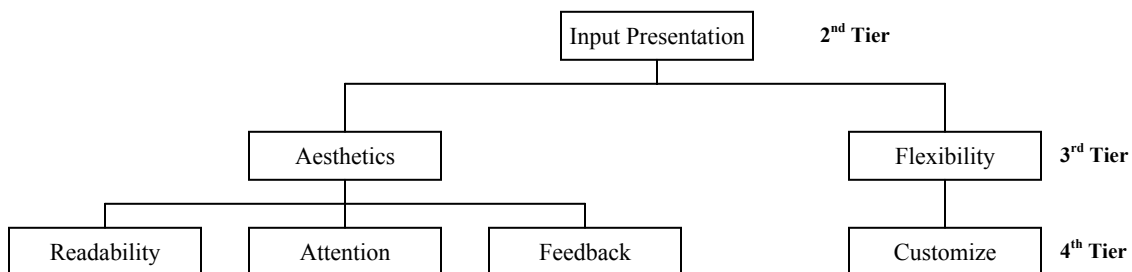 Input Presentation 2nd Tier
Aesthetics Flexibility 3rd Tier
Readability Attention Feedback Customize 4th Tier